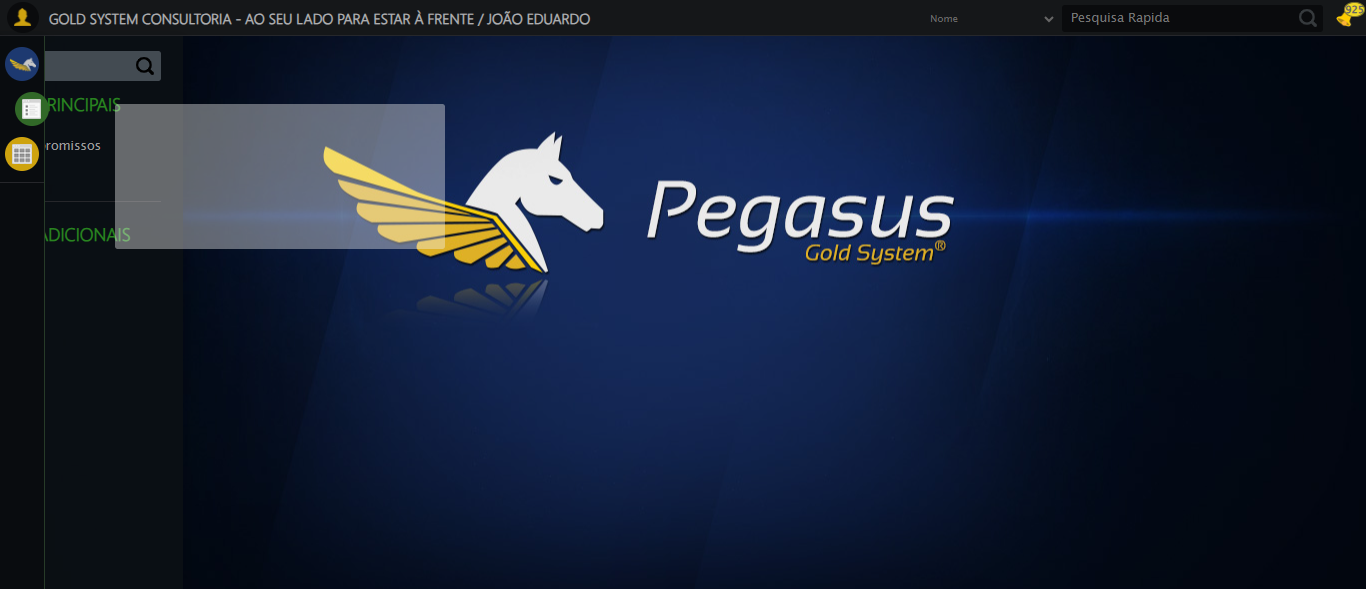 GOLD SYSTEM CONSULTORIA - AO SEU LADO PARA ESTAR À FRENTE / JOÃO EDUARDO
Nome
Pesquisa Rapida
925
RINCIPAIS
romissos
ADICIONAIS
Pegasus
Gold System®